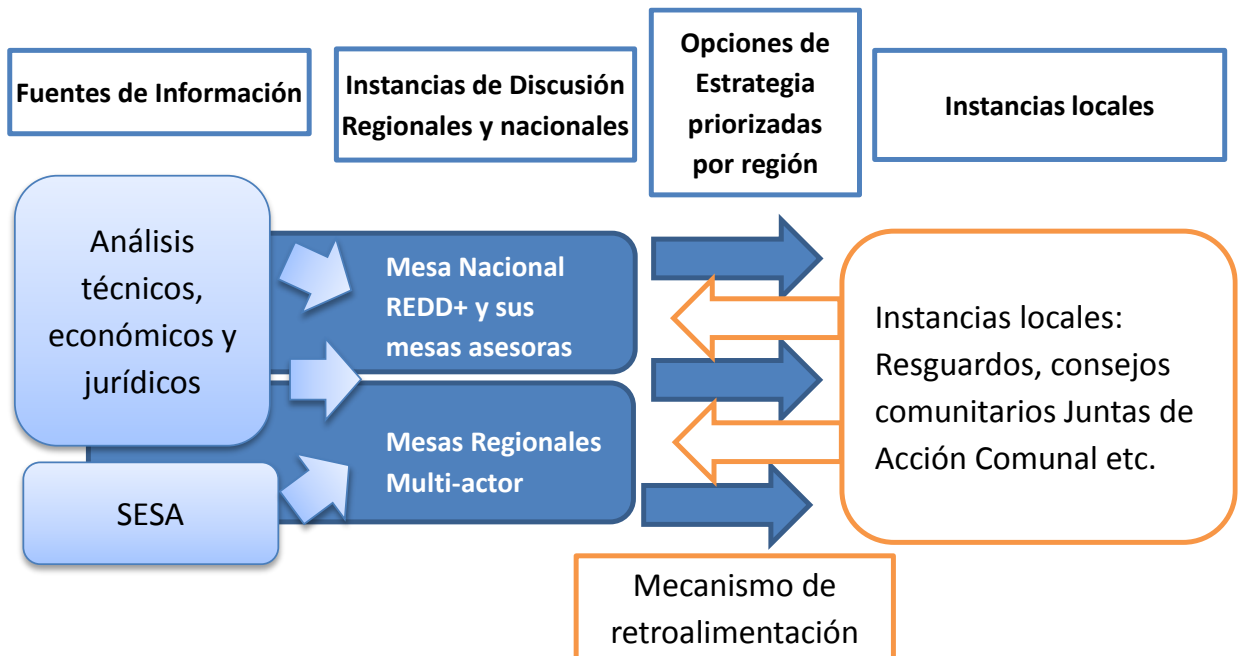 Fuentes de Información
Instancias de Discusión
Regionales y nacionales
Opciones de
Estrategia
priorizadas
por región
Instancias locales
Análisis
técnicos,
económicos y
jurídicos
SESA
Mesa Nacional
REDD+ y sus
mesas asesoras
Mesas Regionales
Multi-actor
Instancias locales:
Resguardos, consejos
comunitarios Juntas de
Acción Comunal etc.
Mecanismo de
retroalimentación